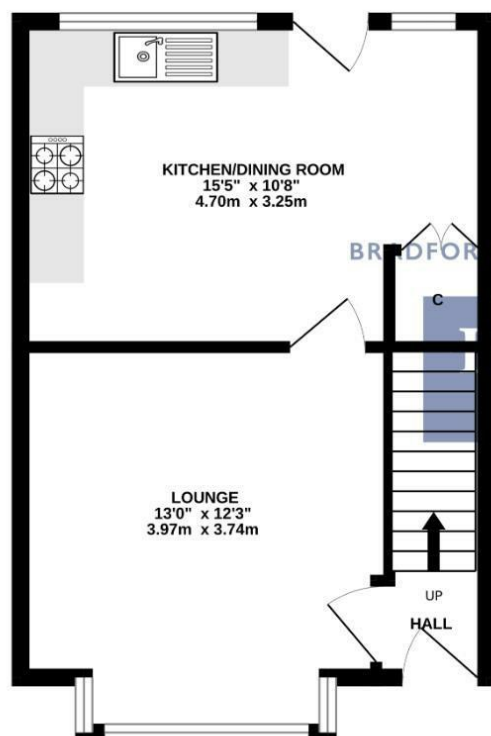 KITCHEN/DINING ROOM
15'5" x 10'8"
4.70m x 3.25m
C
LOUNGE
13'0" x 12'3"
3.97m x 3.74m
UP
HALL